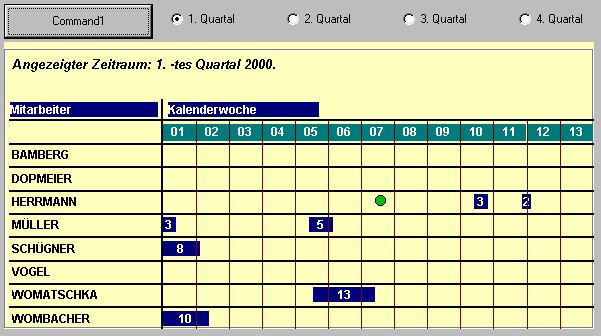 Command1 1. Quartal 2. Quartal 3. Quartal 4. Quartal
Angezeigter Zeitraum: 1. -tes Quartal 2000.
Mitarbeiter Kalenderwoche
01 02 03 04 05 06 07 08 09 10 11 12 13
BAMBERG
DOPMEIER
HERRMANN 3 2
MÜLLER 3 5
SCHÜGNER 8
VOGEL
WOMATSCHKA 13
WOMBACHER 10